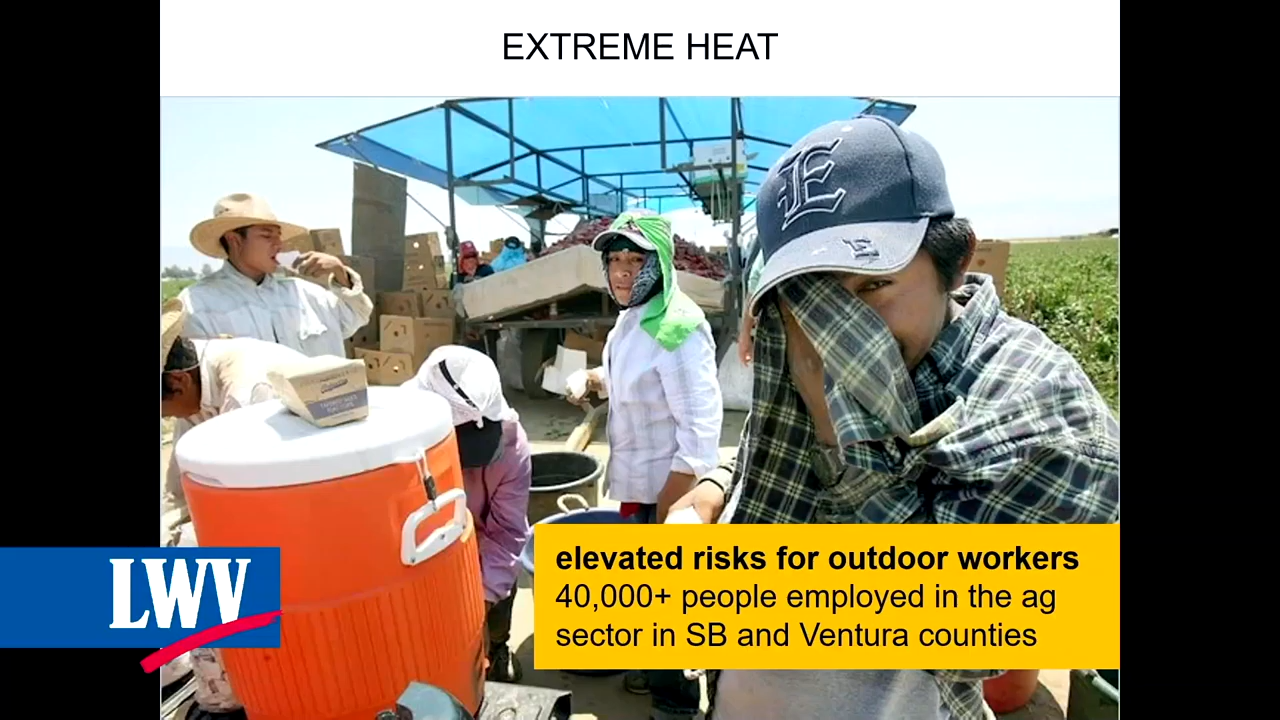 EXTREME HEAT
E
LWV
elevated risks for outdoor workers
40,000+ people employed in the ag
sector in SB and Ventura counties